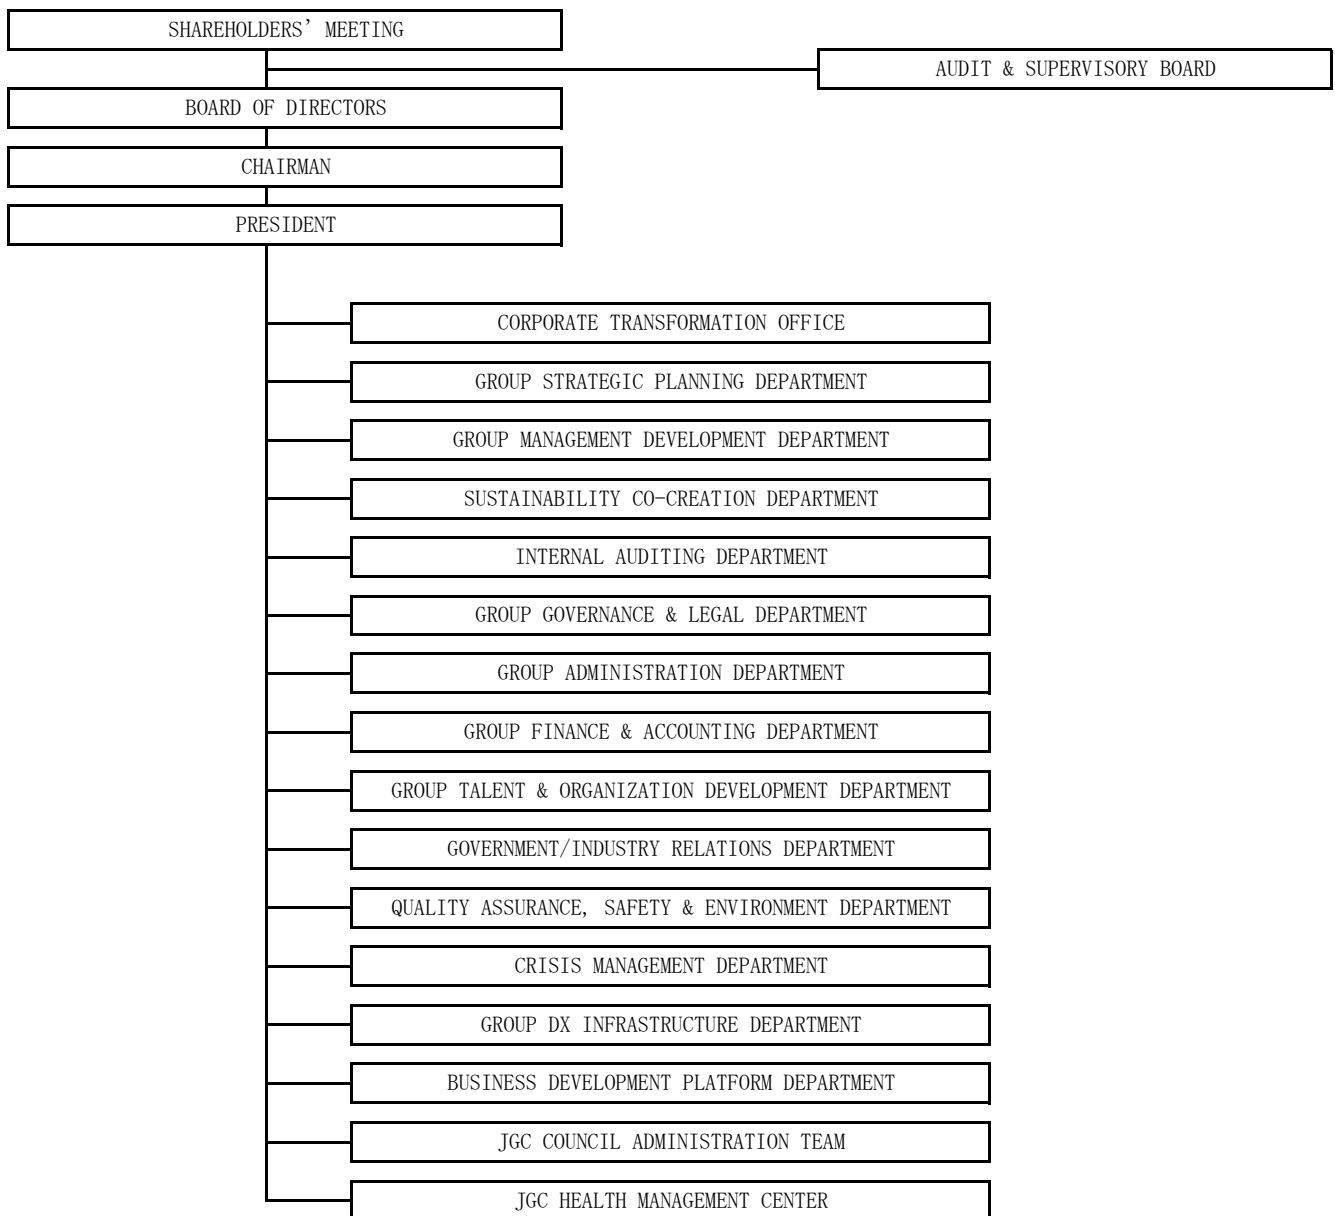 SHAREHOLDERS’ MEETING
AUDIT & SUPERVISORY BOARD
BOARD OF DIRECTORS
CHAIRMAN
PRESIDENT
CORPORATE TRANSFORMATION OFFICE
GROUP STRATEGIC PLANNING DEPARTMENT
GROUP MANAGEMENT DEVELOPMENT DEPARTMENT
SUSTAINABILITY CO-CREATION DEPARTMENT
INTERNAL AUDITING DEPARTMENT
GROUP GOVERNANCE & LEGAL DEPARTMENT
GROUP ADMINISTRATION DEPARTMENT
GROUP FINANCE & ACCOUNTING DEPARTMENT
GROUP TALENT & ORGANIZATION DEVELOPMENT DEPARTMENT
GOVERNMENT/INDUSTRY RELATIONS DEPARTMENT
QUALITY ASSURANCE, SAFETY & ENVIRONMENT DEPARTMENT
CRISIS MANAGEMENT DEPARTMENT
GROUP DX INFRASTRUCTURE DEPARTMENT
BUSINESS DEVELOPMENT PLATFORM DEPARTMENT
JGC COUNCIL ADMINISTRATION TEAM
JGC HEALTH MANAGEMENT CENTER